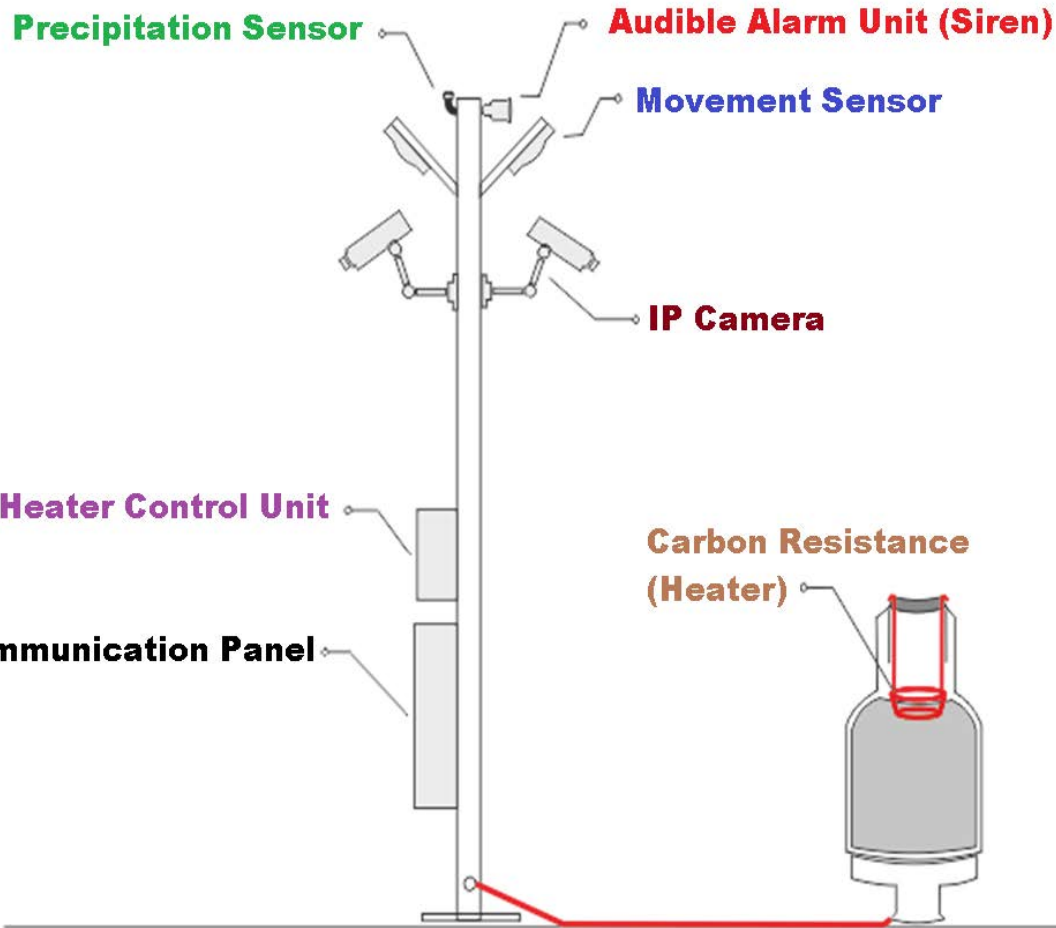 Precipitation Sensor
Audible Alarm Unit (Siren)
Movement Sensor
IP Camera
Heater Control Unit
Carbon Resistance
(Heater)
mmunication Panel